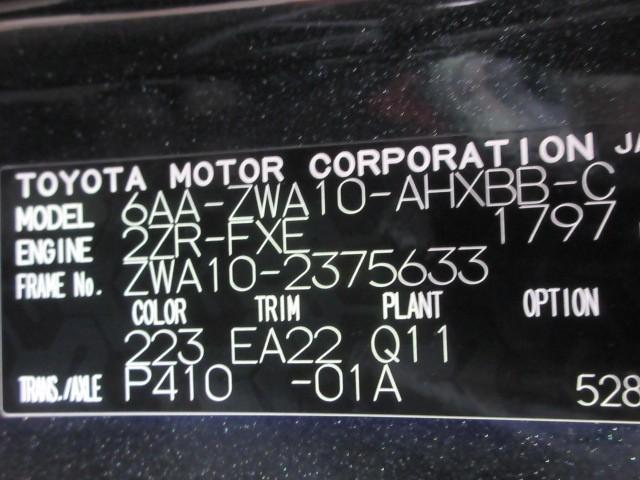 TOYOTA MOTOR CORPORATION JA
MODEL 6AA-ZWA10-AHXBB-C
ENGINE 2ZR-FXE 1797
FRAME No. ZWA10-2375633
COLOR TRIM PLANT OPTION
223 EA22 Q11
TRANS./AXLE P410 -01A 528